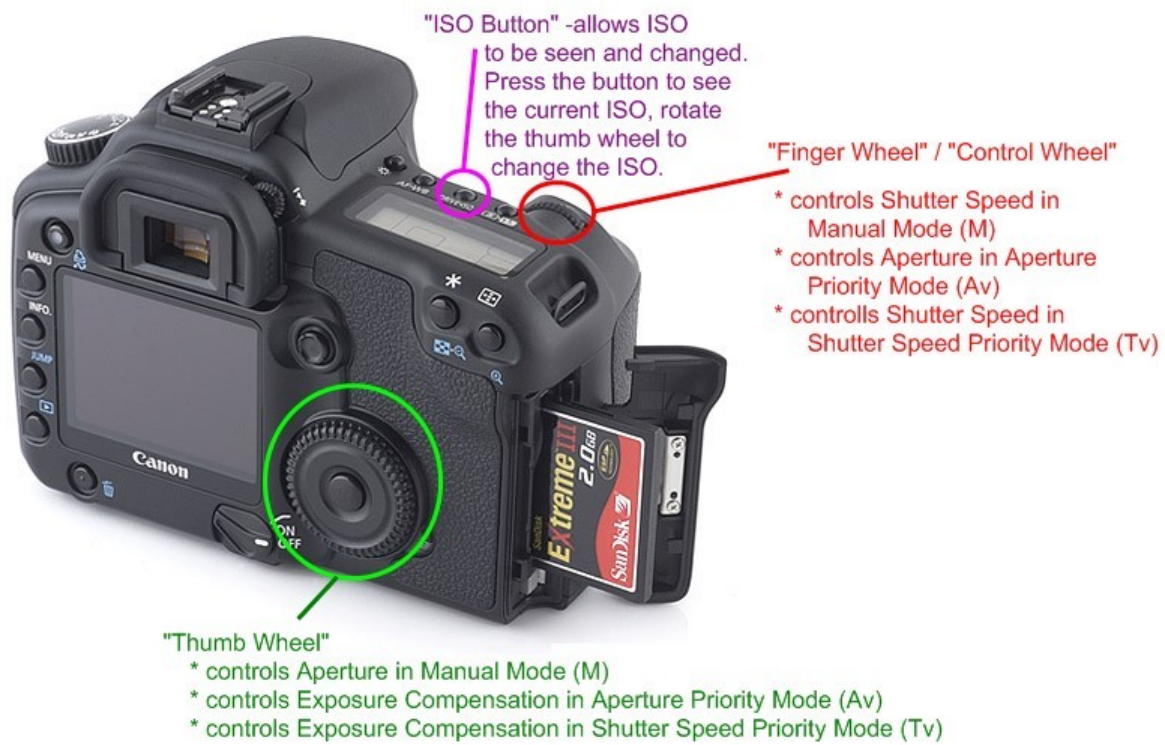 "ISO Button" -allows ISO
to be seen and changed.
Press the button to see
the current ISO, rotate
the thumb wheel to
change the ISO.
"Finger Wheel" / "Control Wheel"
* controls Shutter Speed in
Manual Mode (M)
* controls Aperture in Aperture
Priority Mode (Av)
* controlls Shutter Speed in
Shutter Speed Priority Mode (Tv)
AF•WB
MENU
INFO.
JUMP
Canon
ON
OFF
SanDisk
Extreme III
2.0GB
SanDisk
"Thumb Wheel"
* controls Aperture in Manual Mode (M)
* controls Exposure Compensation in Aperture Priority Mode (Av)
* controls Exposure Compensation in Shutter Speed Priority Mode (Tv)